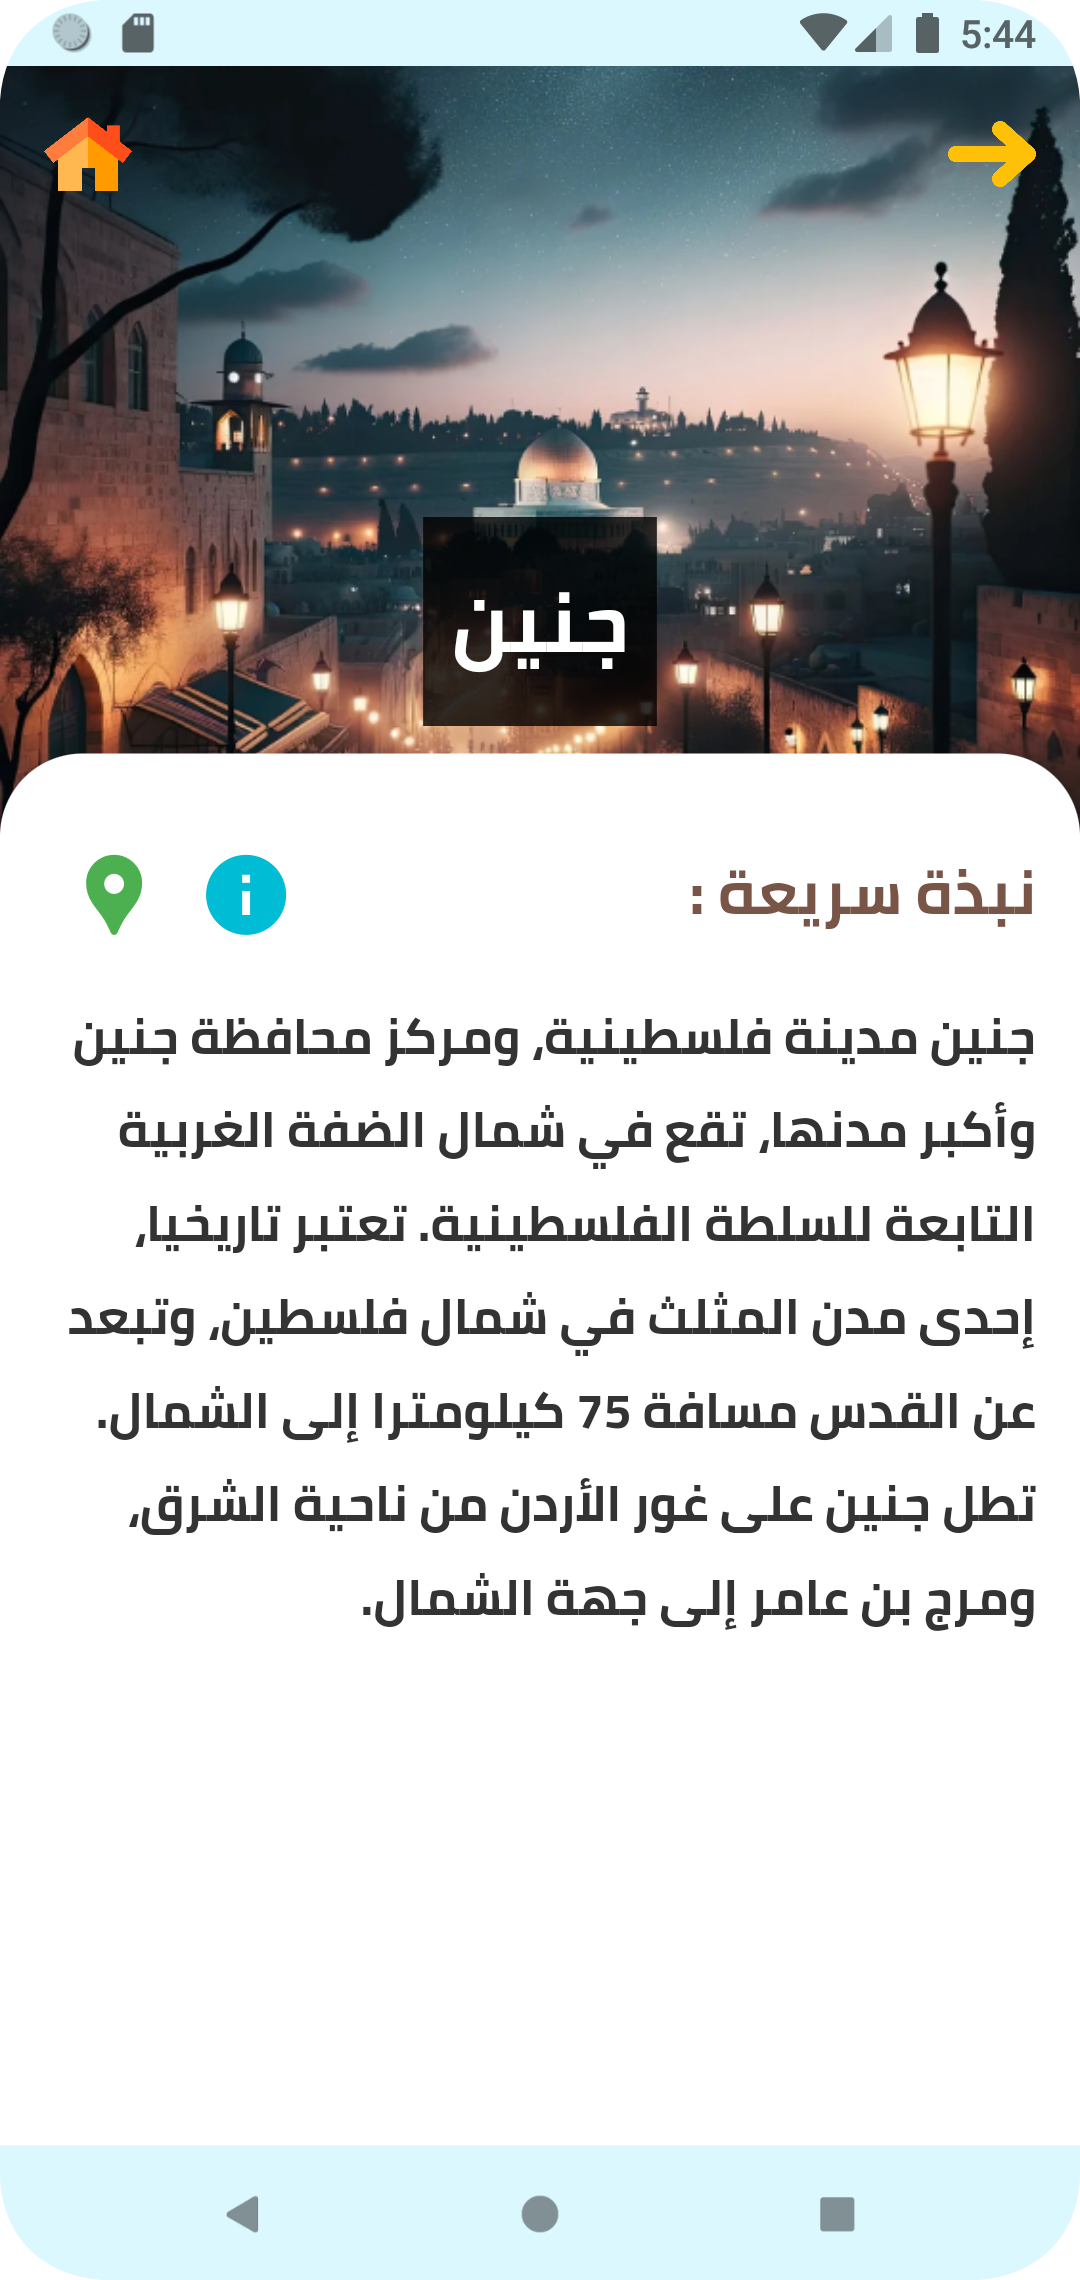 5:44
جنين
نبذة سريعة :
جنين مدينة فلسطينية، ومركز محافظة جنين
وأكبر مدنها، تقع في شمال الضفة الغربية
التابعة للسلطة الفلسطينية. تعتبر تاريخيا،
إحدى مدن المثلث في شمال فلسطين، وتبعد
عن القدس مسافة 75 كيلومترا إلى الشمال.
تطل جنين على غور الأردن من ناحية الشرق،
ومرج بن عامر إلى جهة الشمال.